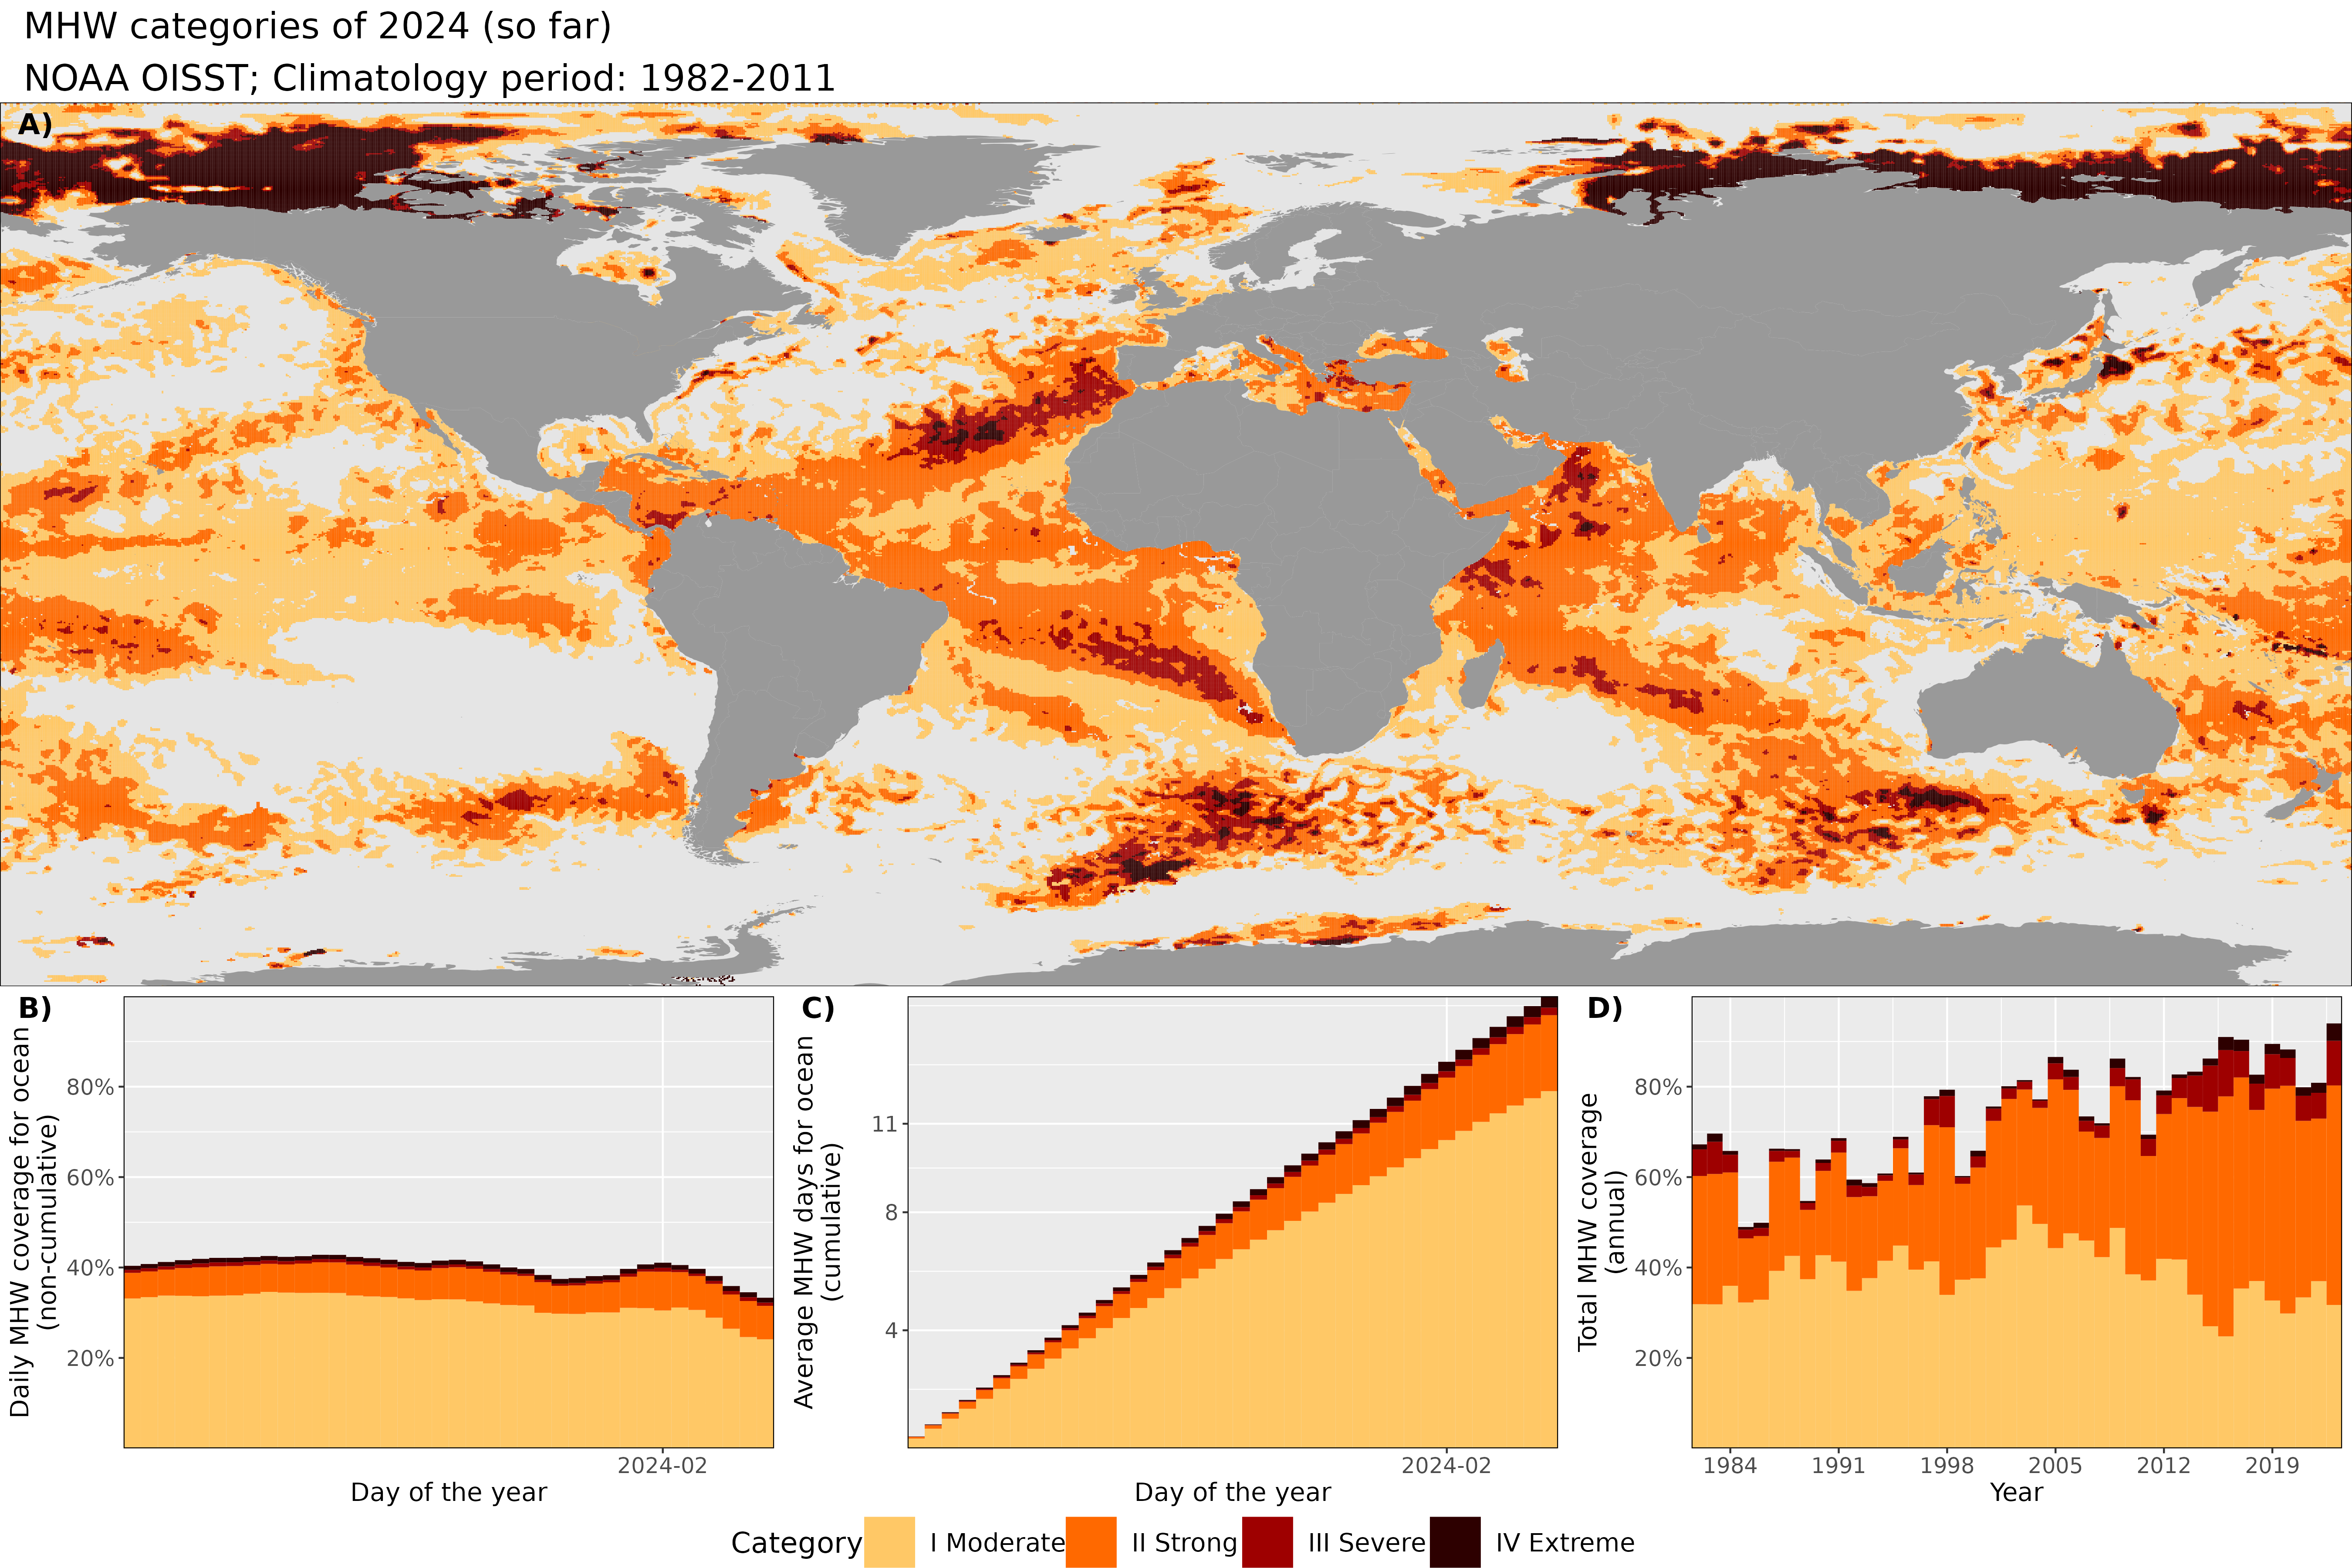 MHW categories of 2024 (so far)
NOAA OISST; Climatology period: 1982-2011
A)
B)
Daily MHW coverage for ocean
(non-cumulative)
80%
60%
40%
20%
2024-02
Day of the year
C)
Average MHW days for ocean
(cumulative)
11
8
4
2024-02
Day of the year
D)
Total MHW coverage
(annual)
80%
60%
40%
20%
1984 1991 1998 2005 2012 2019
Year
Category I Moderate II Strong III Severe IV Extreme